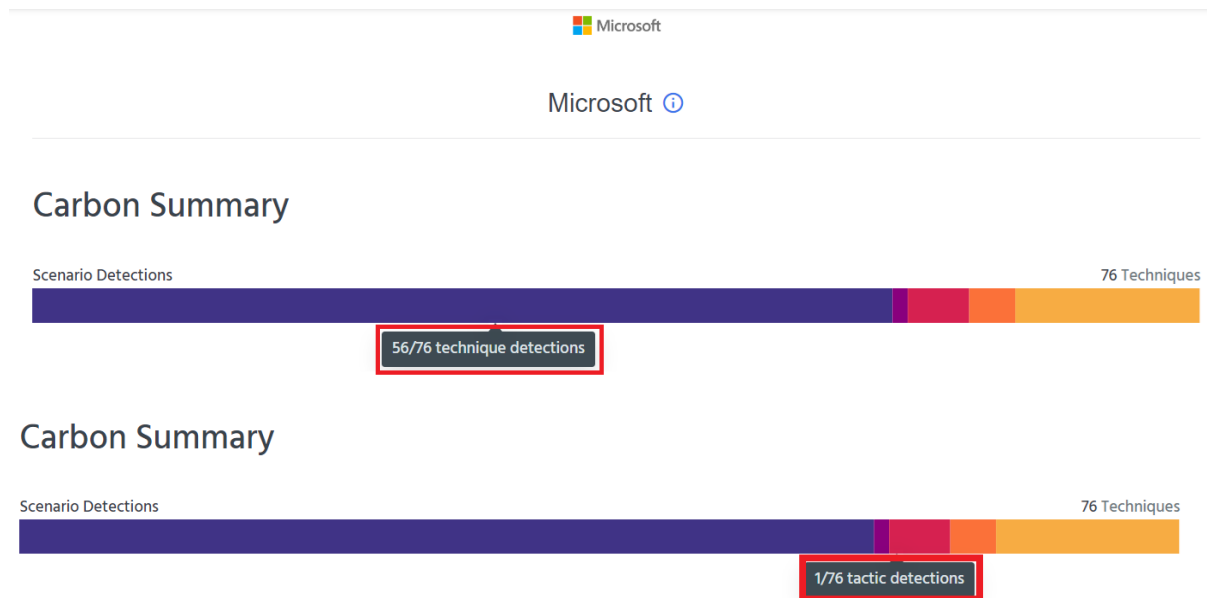 Microsoft
Microsoft
Carbon Summary
Scenario Detections 76 Techniques
56/76 technique detections
Carbon Summary
Scenario Detections 76 Techniques
1/76 tactic detections